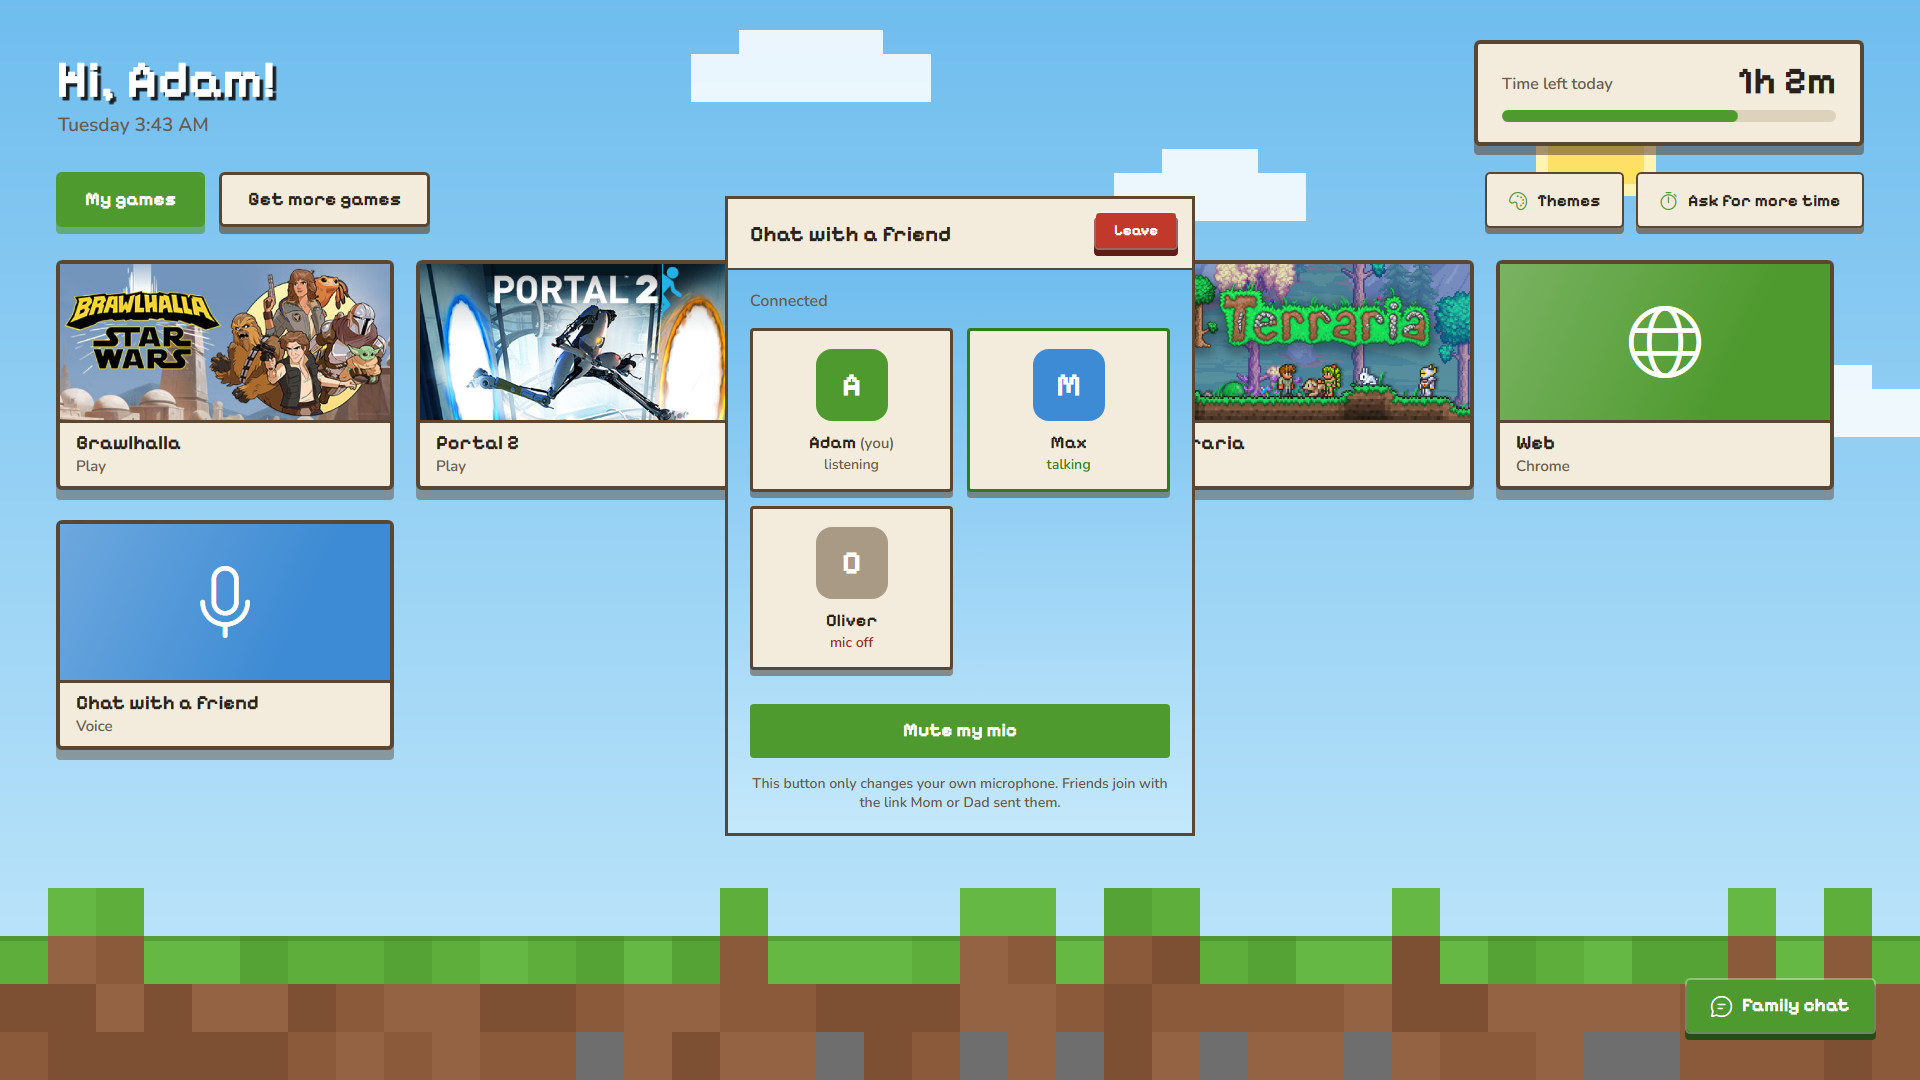 Hi, Adam!
Tuesday 3:43 AM
Time left today
1h 2m
My games
Get more games
Themes
Ask for more time
Chat with a friend
Leave
Connected
A
Adam (you)
listening
M
Max
talking
O
Oliver
mic off
Mute my mic
This button only changes your own microphone. Friends join with
the link Mom or Dad sent them.
BRAWLHALLA
STAR
WARS
Brawlhalla
Play
PORTAL 2
Portal 2
Play
Terraria
raria
Web
Chrome
Chat with a friend
Voice
Family chat